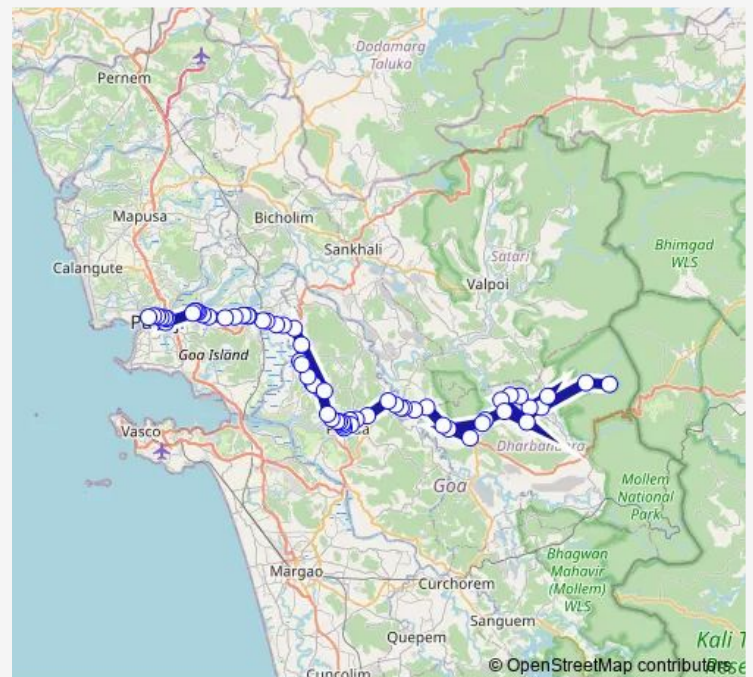 Dodamarg
Taluka
Pernem
Mapusa
Bicholim
Sankhali
Satari
Bhimgad
WLS
Calangute
Valpoi
Goa Island
Vasco
Dharbandora
Goa
Mollem
National
Park
Bhagwan
Mahavir
(Mollem)
WLS
Margao
Curchorem
Sanguem
Quepem
Kali T
© OpenStreetMap contributors